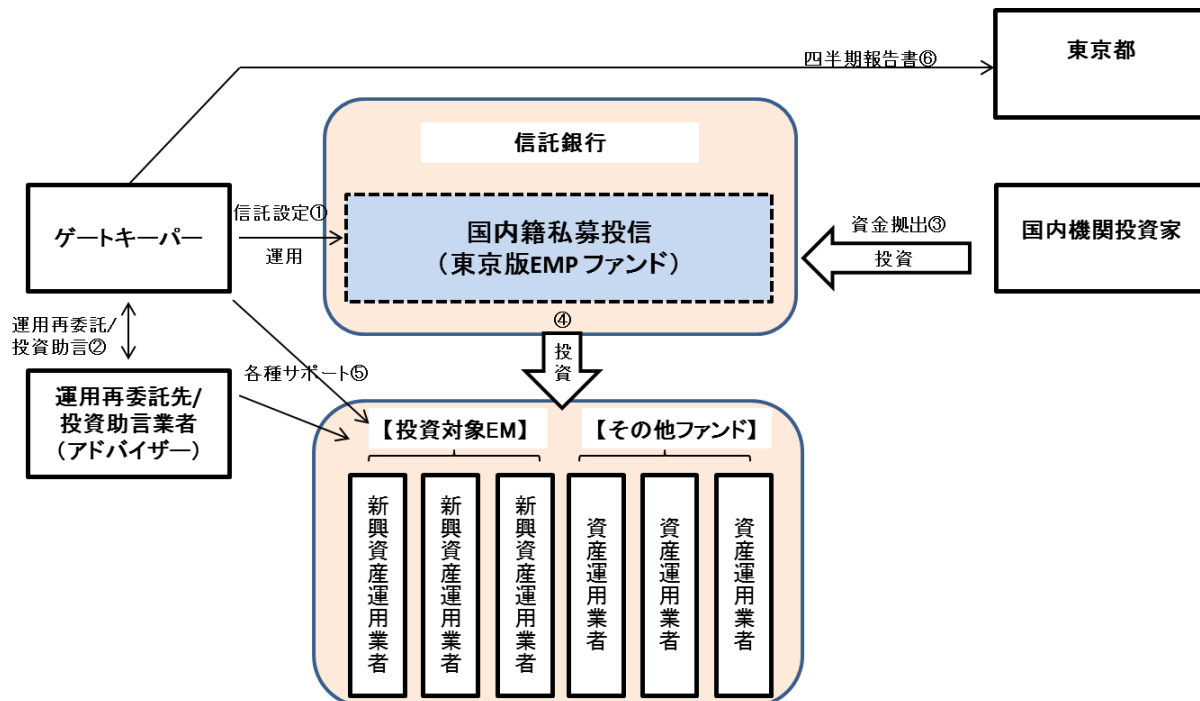 四半期報告書⑥
東京都
信託銀行
ゲートキーパー
信託設定①
運用
国内籍私募投信
（東京版EMPファンド）
資金拠出③
投資
国内機関投資家
運用再委託/
投資助言②
④
投資
各種サポート⑤
運用再委託先/
投資助言業者
（アドバイザー）
【投資対象EM】
【その他ファンド】
新興資産運用業者
新興資産運用業者
新興資産運用業者
資産運用業者
資産運用業者
資産運用業者